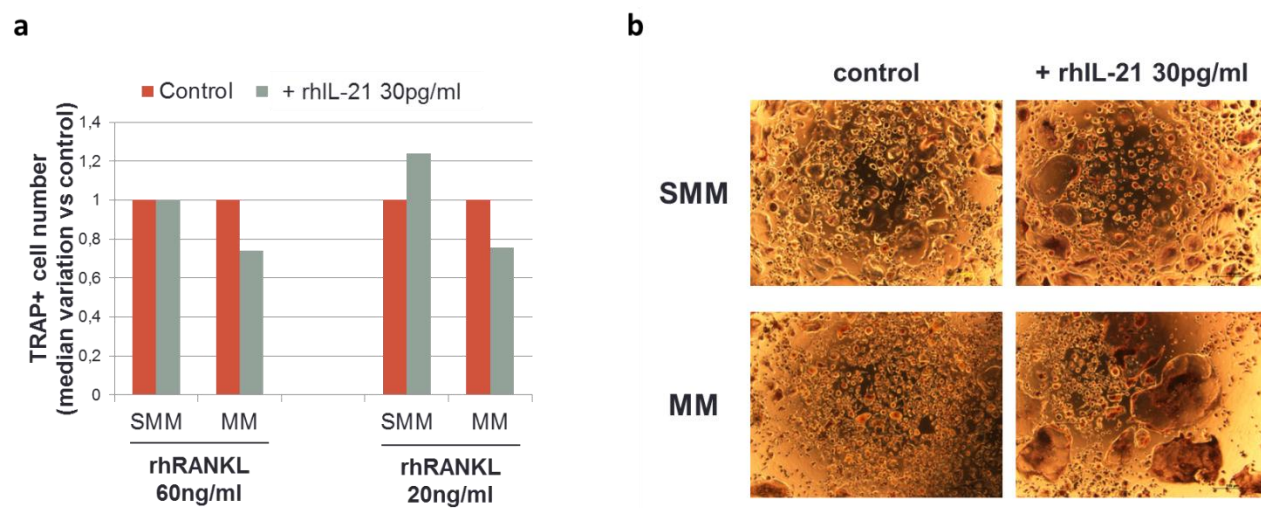 a
Control
+ rhIL-21 30pg/ml
TRAP+ cell number
(median variation vs control)
1,4
1,2
1
0,8
0,6
0,4
0,2
0
SMM
MM
SMM
MM
rhRANKL
60ng/ml
rhRANKL
20ng/ml
b
control
+ rhIL-21 30pg/ml
SMM
MM